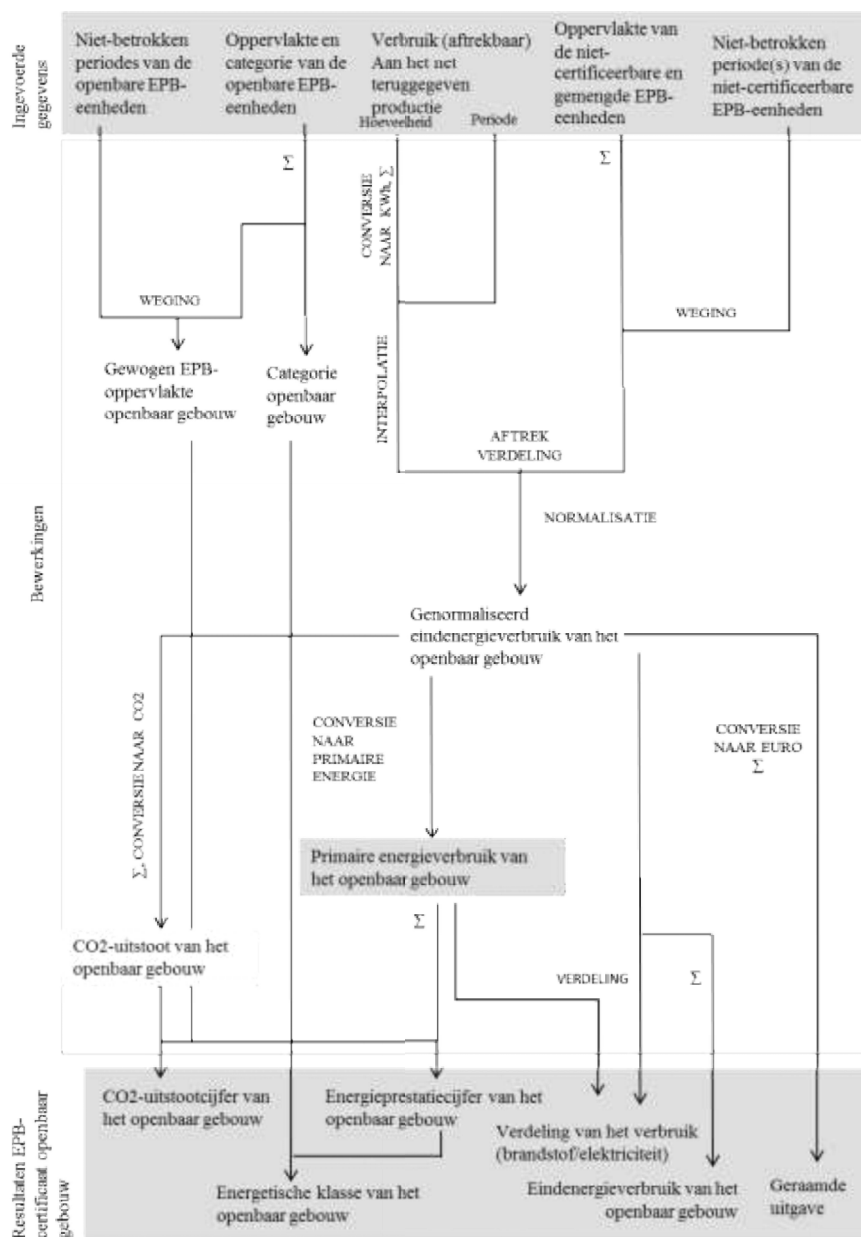 Ingevoerde
gegevens
Niet-betrokken
periodes van de
openbare EPB-
eenheden
Oppervlakte en
categorie van de
openbare EPB-
eenheden
Verbruik (aftrekbaar)
Aan het net
teruggegeven
productie
Hoeveelheid
Periode
Oppervlakte van
de niet-
certificeerbare en
gemengde EPB-
eenheden
Niet-betrokken
periode(s) van de
niet-certificeerbare
EPB-eenheden
Bewerkingen
∑
CONVERSIE
NAAR KWh, ∑
∑
WEGING
WEGING
Gewogen EPB-
oppervlakte
openbaar gebouw
Categorie
openbaar
gebouw
INTERPOLATIE
AFTREK
VERDELING
NORMALISATIE
Genormaliseerd
eindenergieverbruik van het
openbaar gebouw
∑, CONVERSIE NAAR CO2
CONVERSIE
NAAR
PRIMAIRE
ENERGIE
CONVERSIE
NAAR EURO
∑
Primaire energieverbruik van
het openbaar gebouw
CO2-uitstoot van het
openbaar gebouw
∑
VERDELING
∑
Resultaten EPB-
certificaat openbaar
gebouw
CO2-uitstootcijfer van
het openbaar gebouw
Energieprestatiecijfer van het
openbaar gebouw
Verdeling van het verbruik
(brandstof/elektriciteit)
Energetische klasse van het
openbaar gebouw
Eindenergieverbruik van het
openbaar gebouw
Geraamde
uitgave